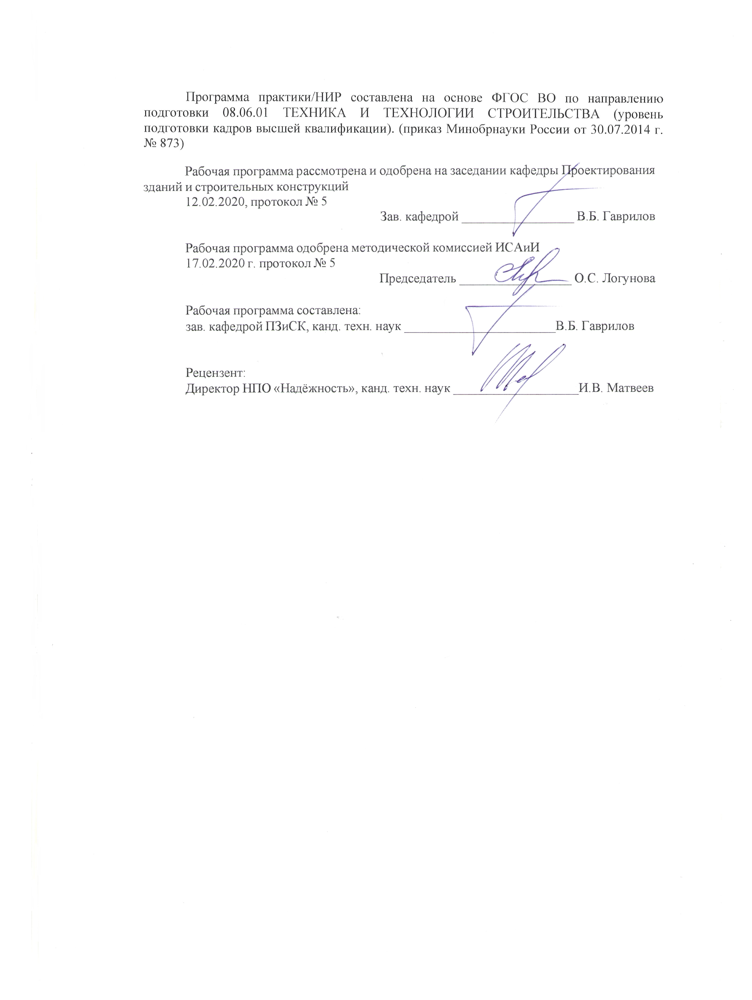 Программа практики/НИР составлена на основе ФГОС ВО по направлению
подготовки 08.06.01 ТЕХНИКА И ТЕХНОЛОГИИ СТРОИТЕЛЬСТВА (уровень
подготовки кадров высшей квалификации). (приказ Минобрнауки России от 30.07.2014 г.
№ 873)
Рабочая программа рассмотрена и одобрена на заседании кафедры Проектирования
зданий и строительных конструкций
12.02.2020, протокол № 5
Зав. кафедрой __________________ В.Б. Гаврилов
Рабочая программа одобрена методической комиссией ИСАиИ
17.02.2020 г. протокол № 5
Председатель __________________ О.С. Логунова
Рабочая программа составлена:
зав. кафедрой ПЗиСК, канд. техн. наук ________________________В.Б. Гаврилов
Рецензент:
Директор НПО «Надёжность», канд. техн. наук ____________________И.В. Матвеев